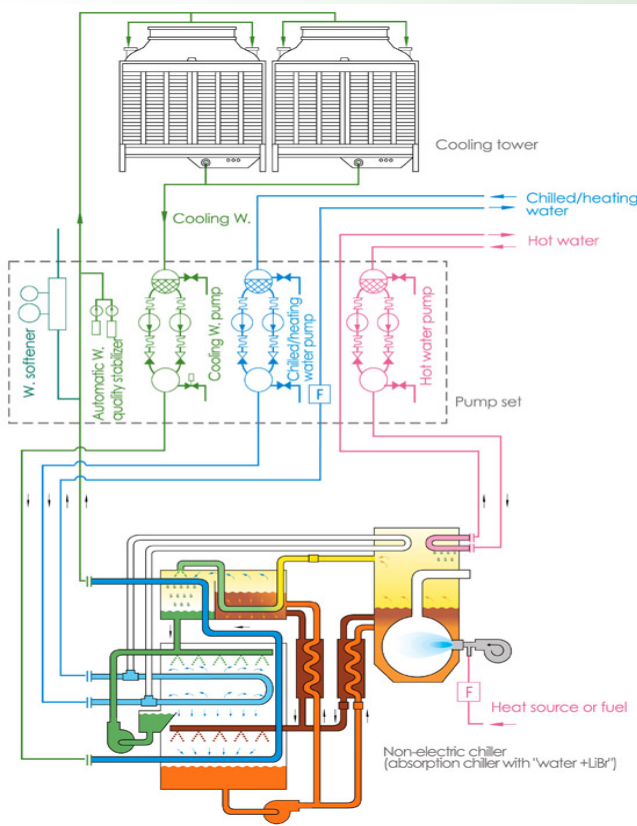 Cooling tower
Chilled/heating
water
Cooling W.
Hot water
W. softener
Automatic W.
quality stabilizer
Cooling W. pump
Chilled/heating
water pump
Hot water pump
F
Pump set
F
Heat source or fuel
Non-electric chiller
(absorption chiller with "water +LiBr")